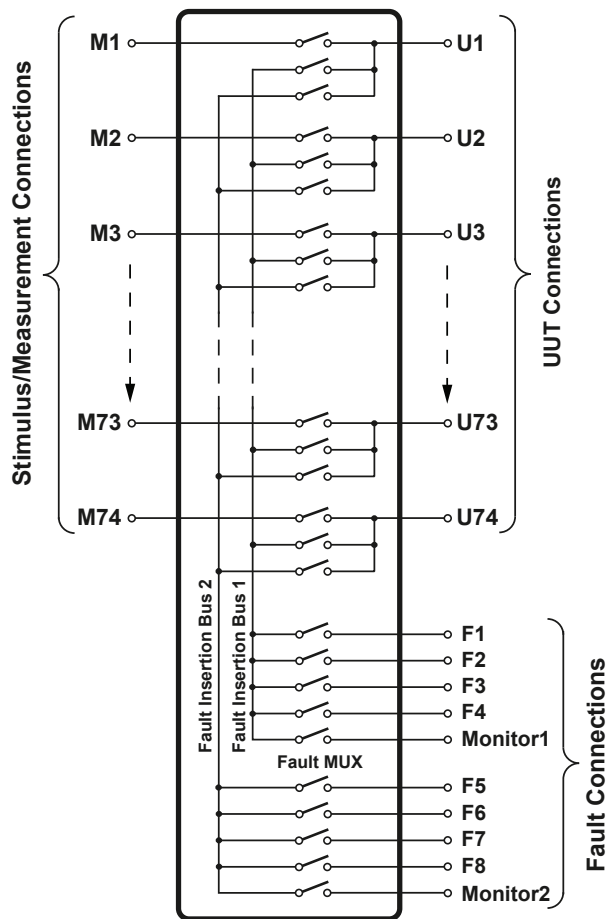 Stimulus/Measurement Connections
M1
M2
M3
M73
M74
U1
U2
U3
U73
U74
UUT Connections
Fault Insertion Bus 2
Fault Insertion Bus 1
F1
F2
F3
F4
Monitor1
Fault MUX
F5
F6
F7
F8
Monitor2
Fault Connections